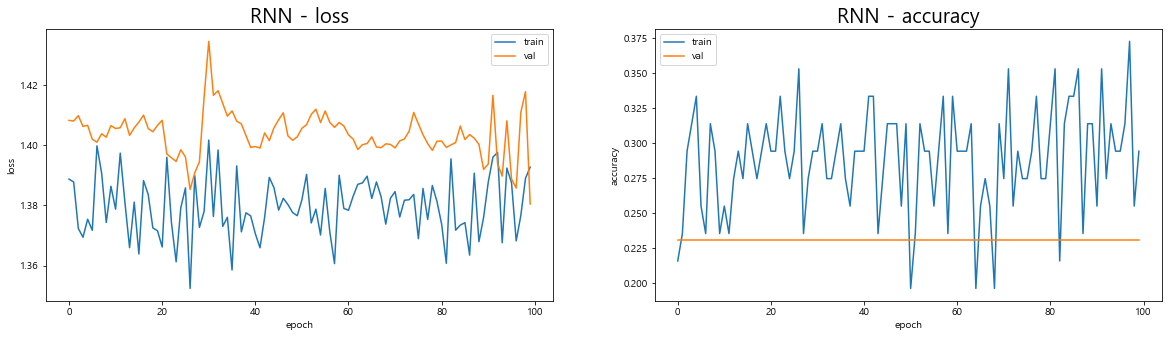 RNN - loss
train
val
1.42
1.40
1.38
1.36
loss
0
20
40
60
80
100
epoch
RNN - accuracy
train
val
0.375
0.350
0.325
0.300
0.275
0.250
0.225
0.200
accuracy
0
20
40
60
80
100
epoch